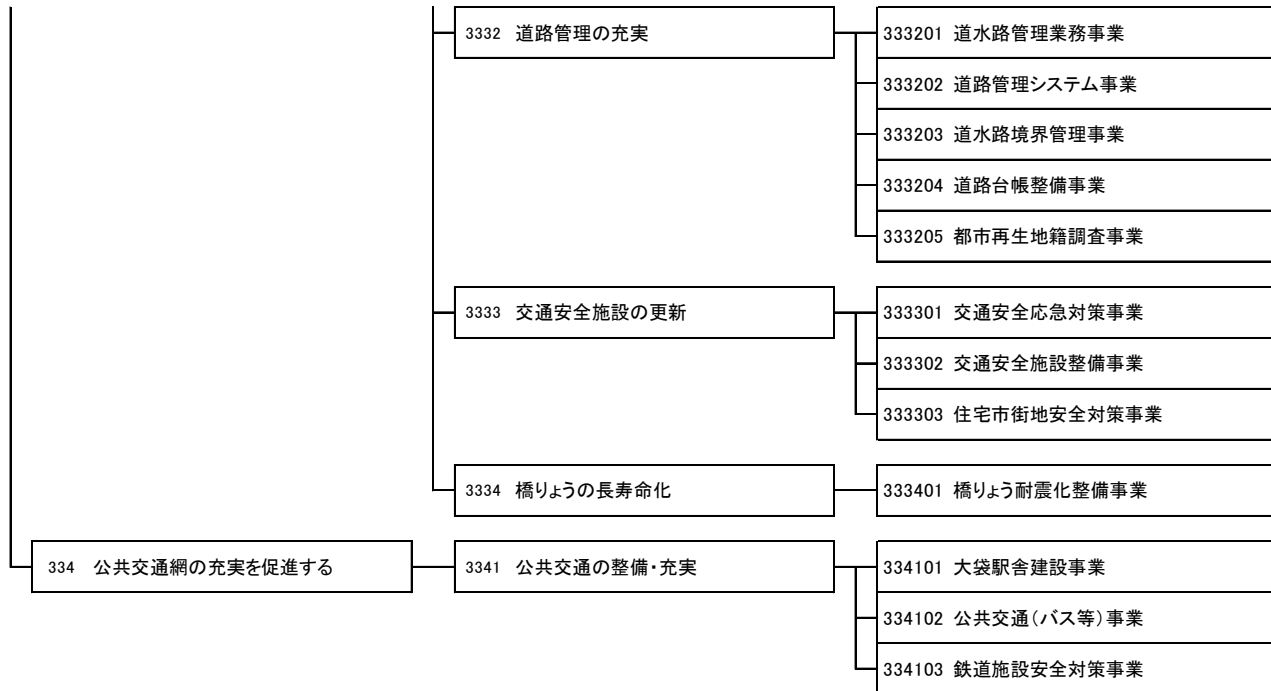 3332 道路管理の充実
333201 道水路管理業務事業
333202 道路管理システム事業
333203 道水路境界管理事業
333204 道路台帳整備事業
333205 都市再生地籍調査事業
3333 交通安全施設の更新
333301 交通安全応急対策事業
333302 交通安全施設整備事業
333303 住宅市街地安全対策事業
3334 橋りょうの長寿命化
333401 橋りょう耐震化整備事業
334 公共交通網の充実を促進する
3341 公共交通の整備・充実
334101 大袋駅舎建設事業
334102 公共交通(バス等)事業
334103 鉄道施設安全対策事業